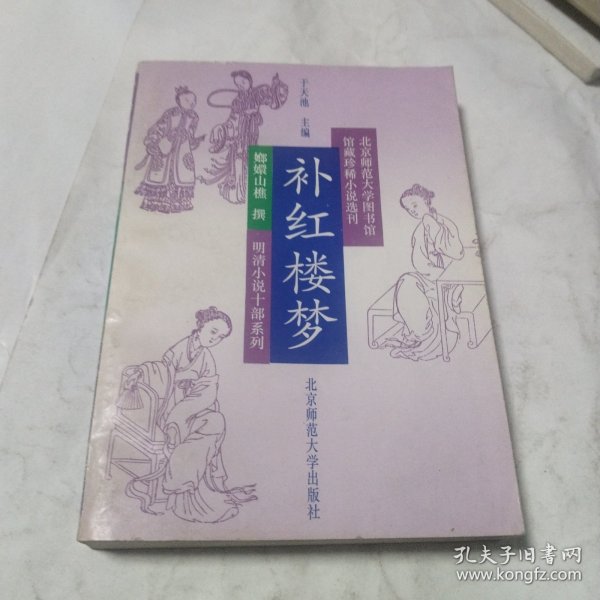 于天池 主编
北京师范大学图书馆
馆藏珍稀小说选刊
补红楼梦
嫏嬛山樵 撰
明清小说十部系列
北京师范大学出版社
孔夫子旧书网
www.kongfz.com